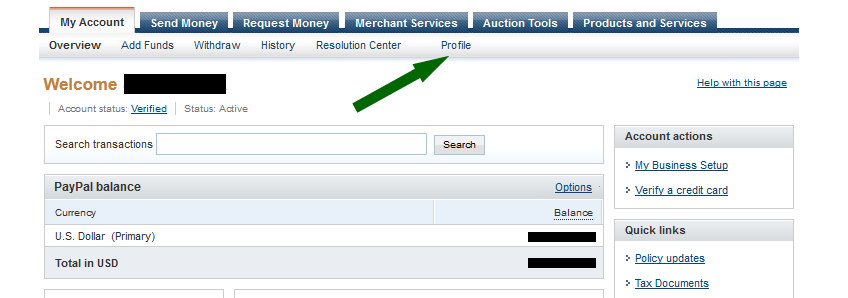 My Account Send Money Request Money Merchant Services Auction Tools Products and Services
Overview Add Funds Withdraw History Resolution Center Profile
Welcome
Help with this page
Account status: Verified Status: Active
Search transactions Search
PayPal balance Options
Currency Balance
U.S. Dollar (Primary)
Total in USD
Account actions
My Business Setup
Verify a credit card
Quick links
Policy updates
Tax Documents